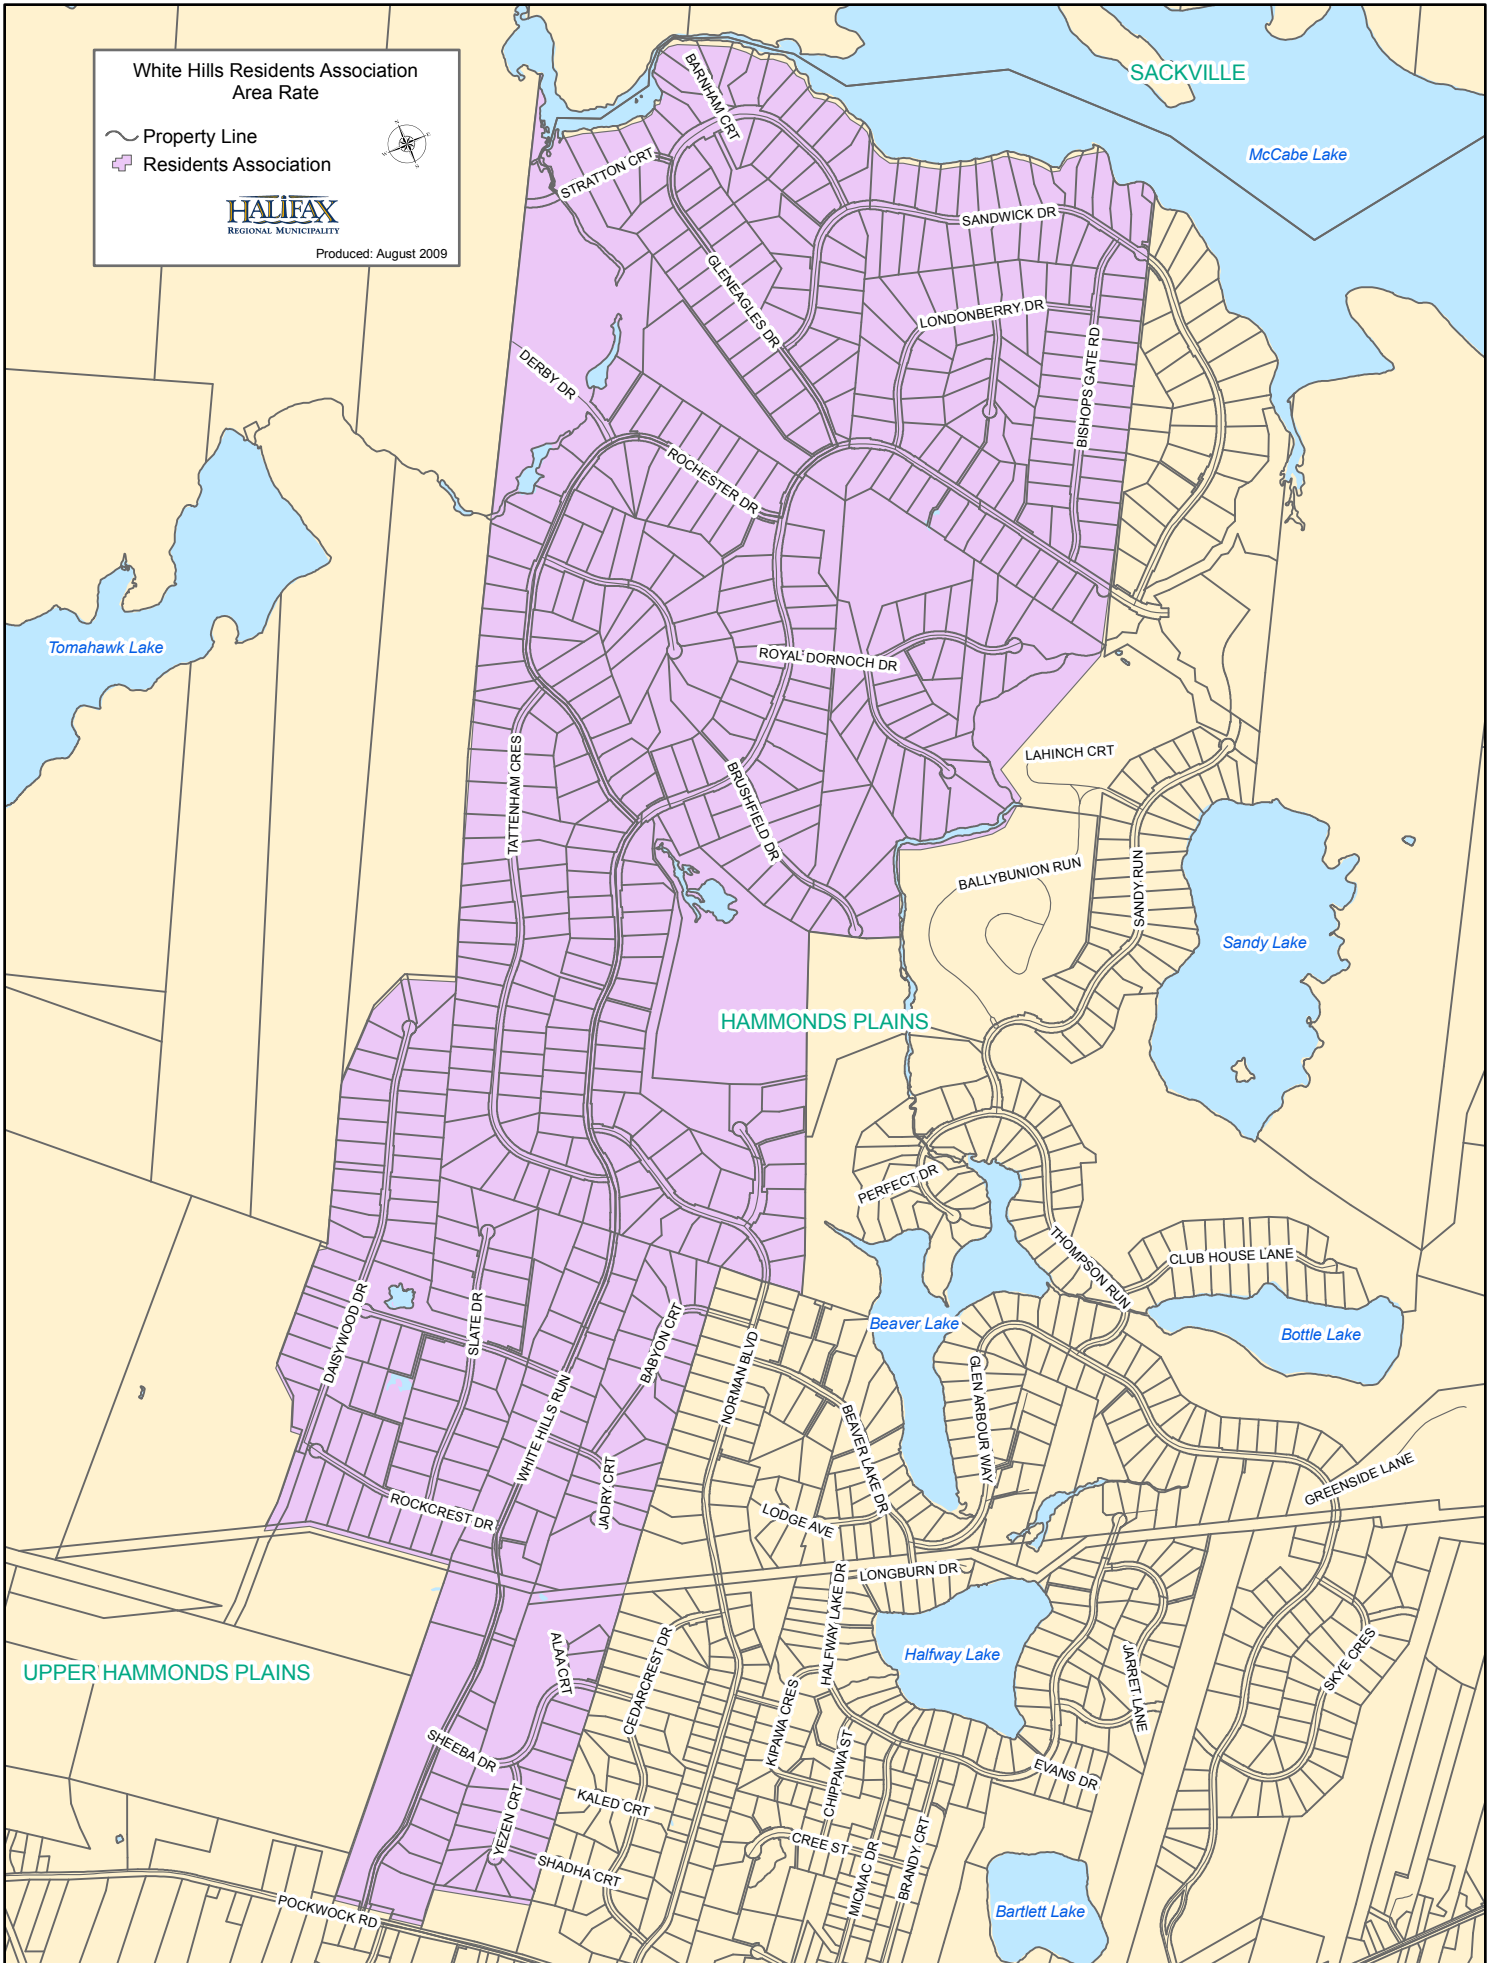 White Hills Residents Association
Area Rate
Property Line
Residents Association
HALIFAX
REGIONAL MUNICIPALITY
Produced: August 2009
SACKVILLE
McCabe Lake
BARNHAM CRT
STRATTON CRT
SANDWICK DR
GLENEAGLES DR
LONDONBERRY DR
BISHOPS GATE RD
DERBY DR
ROCHESTER DR
Tomahawk Lake
ROYAL DORNOCH DR
TATTENHAM CRES
BRUSHFIELD DR
LAHINCH CRT
BALLYBUNION RUN
SANDY RUN
Sandy Lake
HAMMONDS PLAINS
PERFECT DR
THOMPSON RUN
CLUB HOUSE LANE
Beaver Lake
Bottle Lake
DAISYWOOD DR
SLATE DR
BABYON CRT
NORMAN BLVD
WHITE HILLS RUN
GLEN ARBOUR WAY
BEAVER LAKE DR
JADRY CRT
ROCKCREST DR
LODGE AVE
GREENSIDE LANE
LONGBURN DR
HALFWAY LAKE DR
Halfway Lake
UPPER HAMMONDS PLAINS
ALAA CRT
CEDARCREST DR
JARRET LANE
SKYE CRES
KIPAWA CRES
CHIPPAWA ST
SHEEBA DR
EVANS DR
YEZEN CRT
KALED CRT
CREE ST
MICMAC DR
BRANDY CRT
SHADHA CRT
POCKWOCK RD
Bartlett Lake